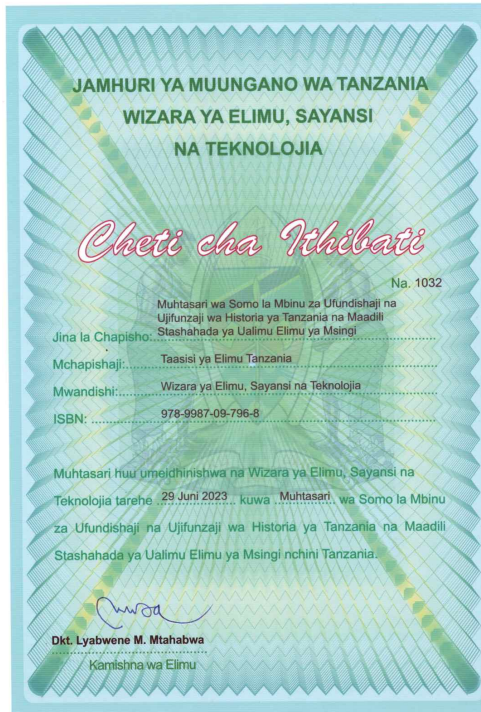 JAMHURI YA MUUNGANO WA TANZANIA
WIZARA YA ELIMU, SAYANSI
NA TEKNOLOJIA
Cheti cha Ithibati
Na. 1032
Muhtasari wa Somo la Mbinu za Ufundishaji na
Ujifunzaji wa Historia ya Tanzania na Maadili
Jina la Chapisho: Stashahada ya Ualimu Elimu ya Msingi
Mchapishaji: Taasisi ya Elimu Tanzania
Mwandishi: Wizara ya Elimu, Sayansi na Teknolojia
ISBN: 978-9987-09-796-8
Muhtasari huu umeidhinishwa na Wizara ya Elimu, Sayansi na
Teknolojia tarehe 29 Juni 2023 kuwa Muhtasari wa Somo la Mbinu
za Ufundishaji na Ujifunzaji wa Historia ya Tanzania na Maadili
Stashahada ya Ualimu Elimu ya Msingi nchini Tanzania.
Dkt. Lyabwene M. Mtahabwa
Kamishna wa Elimu